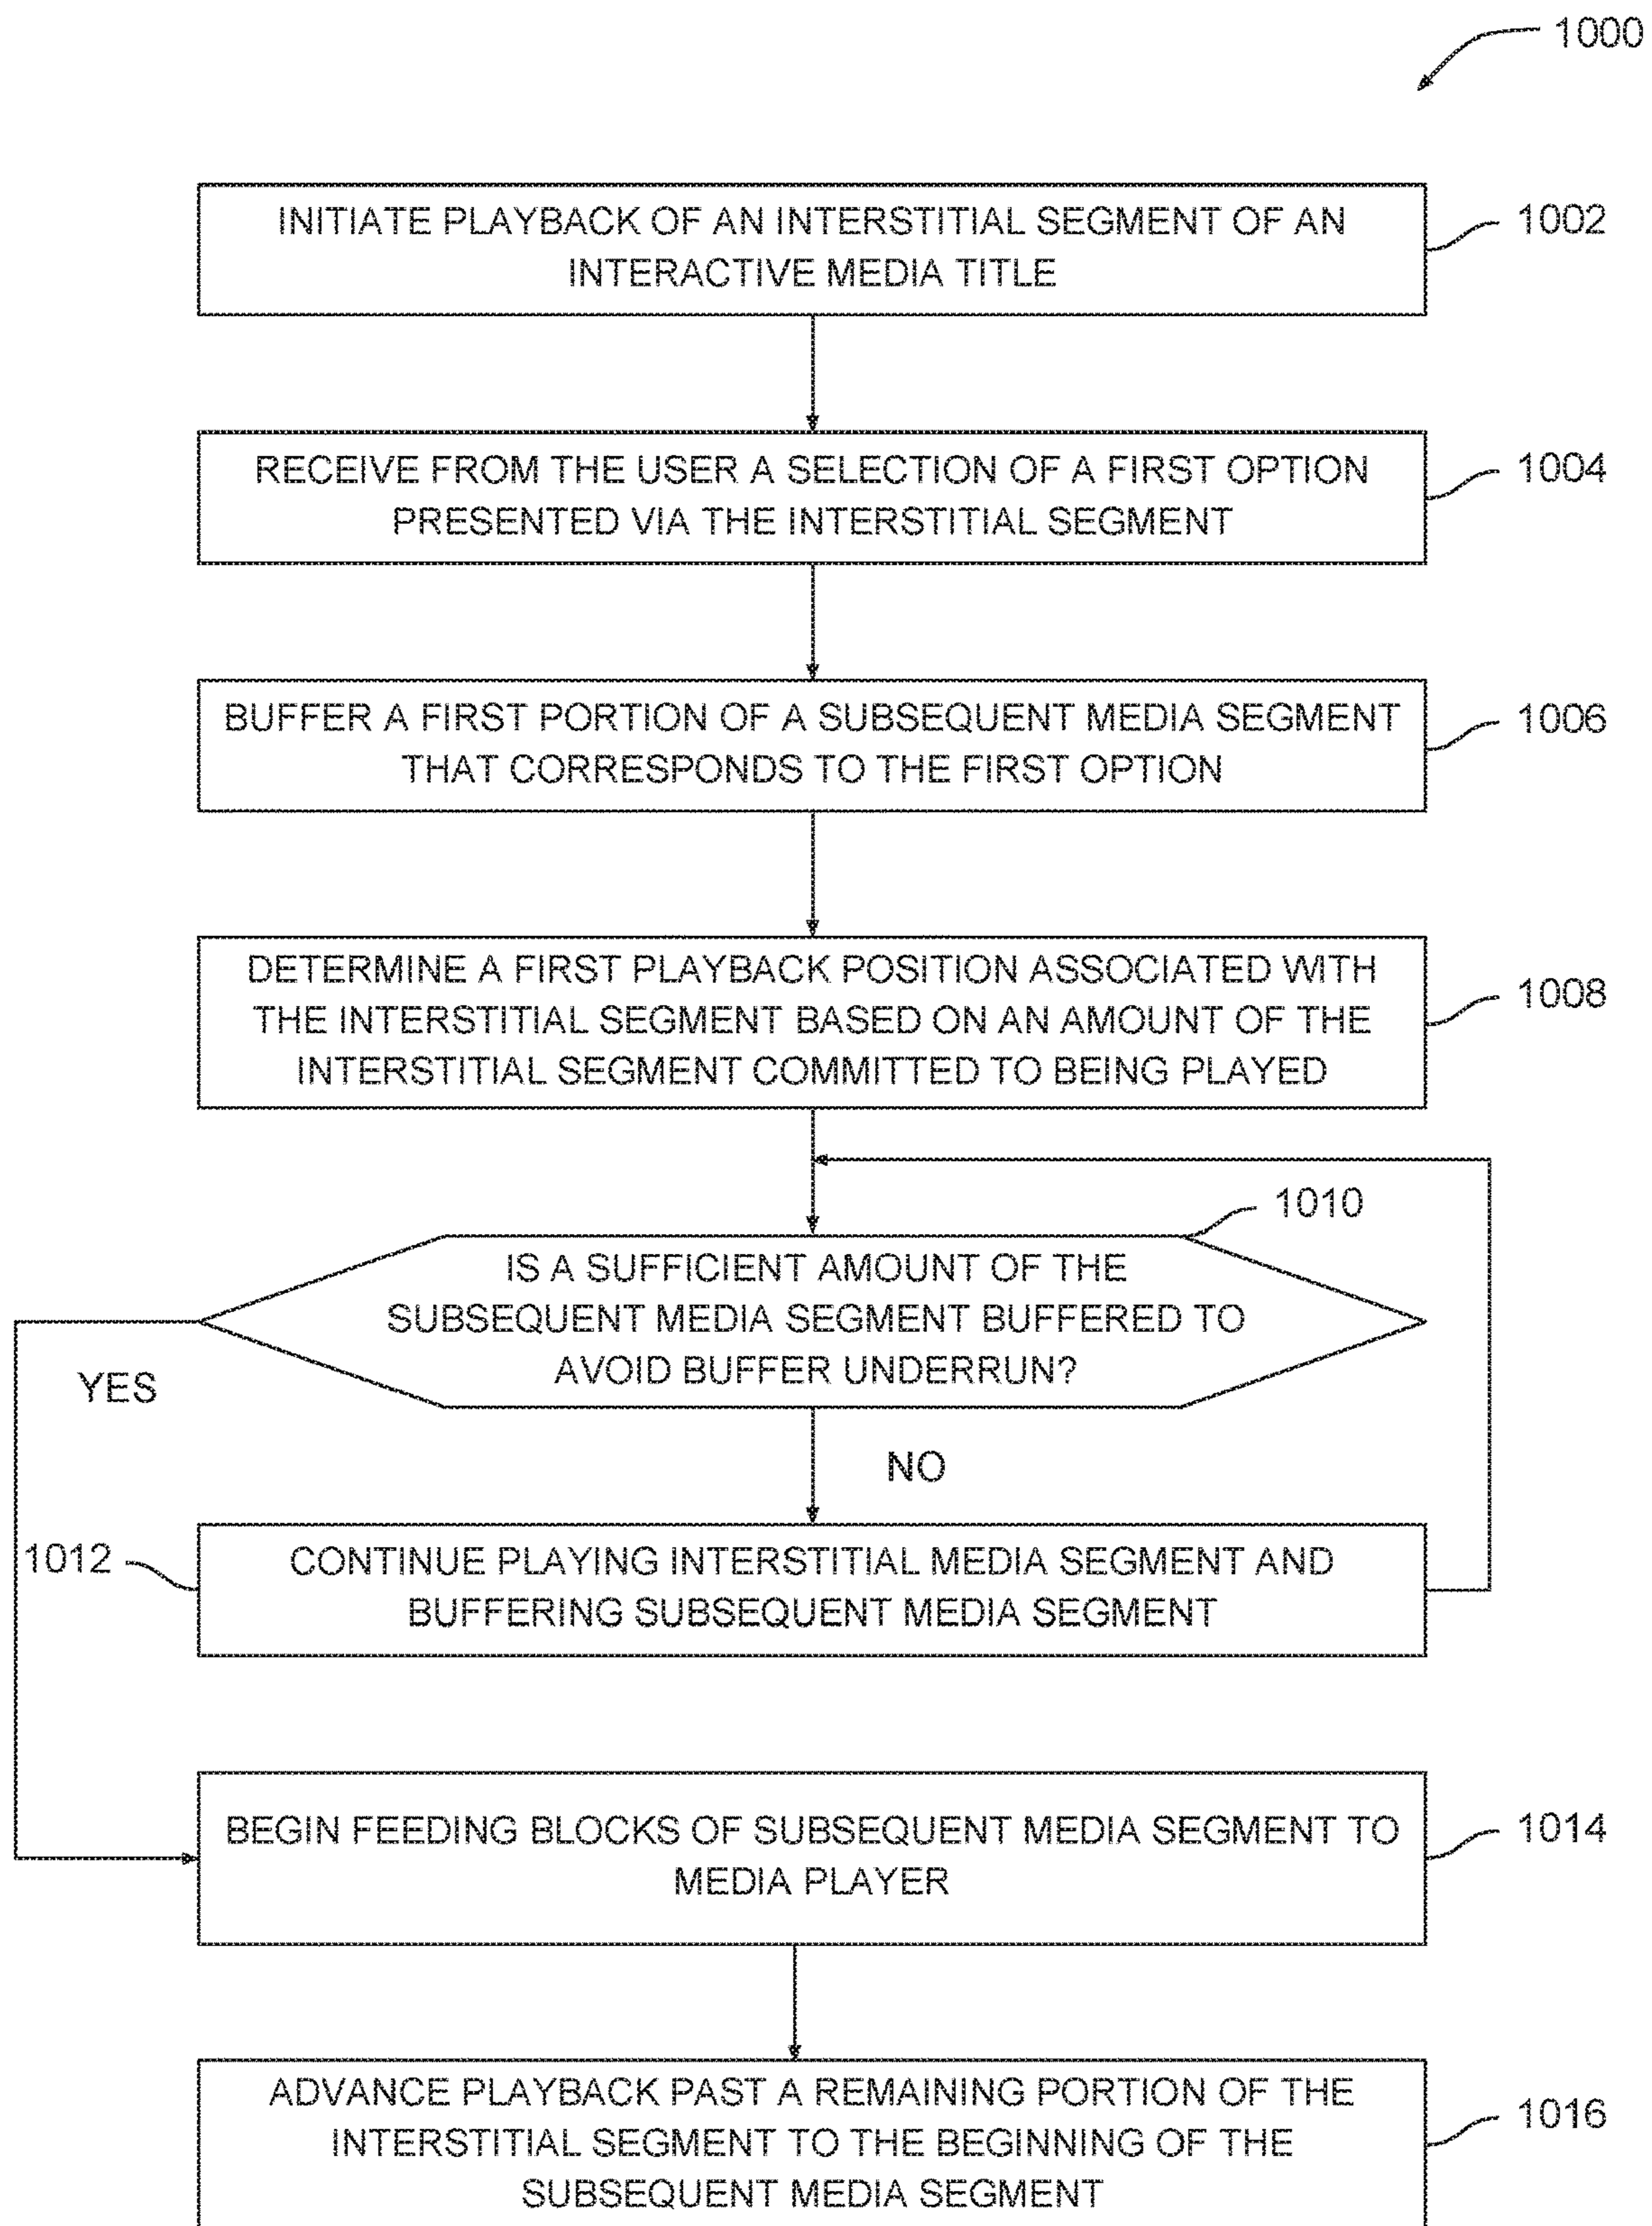 1000
INITIATE PLAYBACK OF AN INTERSTITIAL SEGMENT OF AN
INTERACTIVE MEDIA TITLE
1002
RECEIVE FROM THE USER A SELECTION OF A FIRST OPTION
PRESENTED VIA THE INTERSTITIAL SEGMENT
1004
BUFFER A FIRST PORTION OF A SUBSEQUENT MEDIA SEGMENT
THAT CORRESPONDS TO THE FIRST OPTION
1006
DETERMINE A FIRST PLAYBACK POSITION ASSOCIATED WITH
THE INTERSTITIAL SEGMENT BASED ON AN AMOUNT OF THE
INTERSTITIAL SEGMENT COMMITTED TO BEING PLAYED
1008
1010
IS A SUFFICIENT AMOUNT OF THE
SUBSEQUENT MEDIA SEGMENT BUFFERED TO
AVOID BUFFER UNDERRUN?
YES
NO
1012
CONTINUE PLAYING INTERSTITIAL MEDIA SEGMENT AND
BUFFERING SUBSEQUENT MEDIA SEGMENT
BEGIN FEEDING BLOCKS OF SUBSEQUENT MEDIA SEGMENT TO
MEDIA PLAYER
1014
ADVANCE PLAYBACK PAST A REMAINING PORTION OF THE
INTERSTITIAL SEGMENT TO THE BEGINNING OF THE
SUBSEQUENT MEDIA SEGMENT
1016